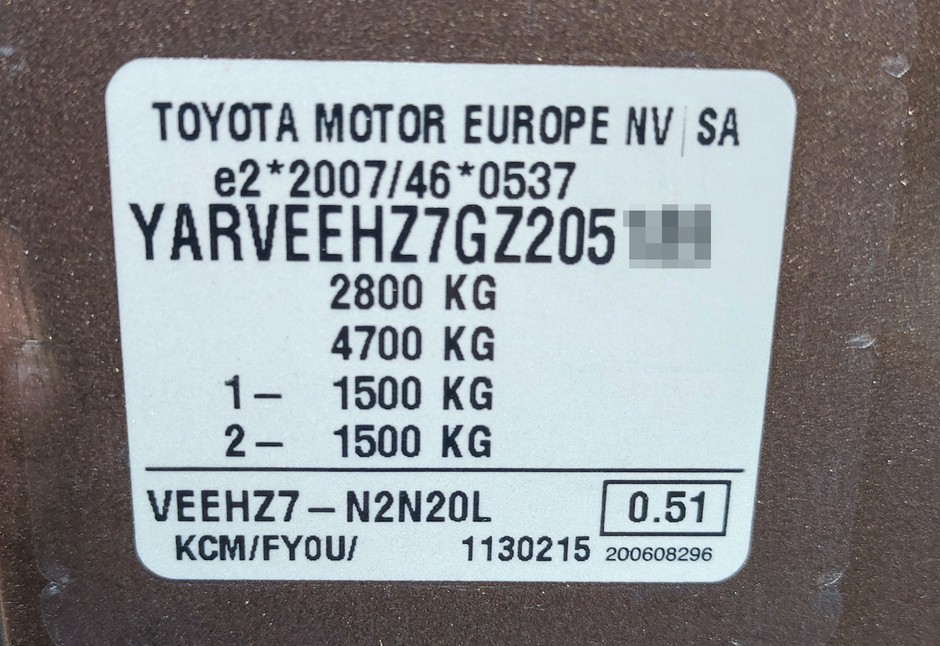 TOYOTA MOTOR EUROPE NV SA
e2*2007/46*0537
YARVEEHZ7GZ205
2800 KG
4700 KG
1- 1500 KG
2- 1500 KG
VEEHZ7-N2N20L 0.51
KCM/FY0U/ 1130215 200608296